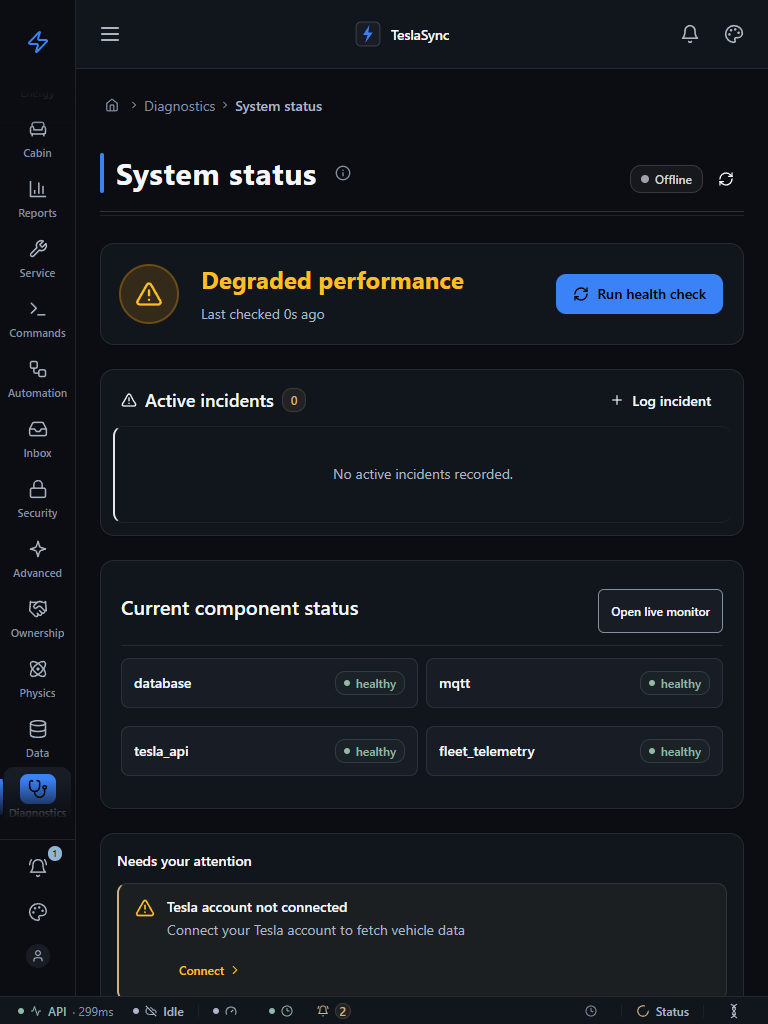 TeslaSync
Energy
Cabin
Reports
Service
Commands
Automation
Inbox
Security
Advanced
Ownership
Physics
Data
Diagnostics
1
Diagnostics
System status
System status
Offline
Degraded performance
Last checked 0s ago
Run health check
Active incidents
0
Log incident
No active incidents recorded.
Current component status
Open live monitor
database
healthy
mqtt
healthy
tesla_api
healthy
fleet_telemetry
healthy
Needs your attention
Tesla account not connected
Connect your Tesla account to fetch vehicle data
Connect
API · 299ms
Idle
2
Status